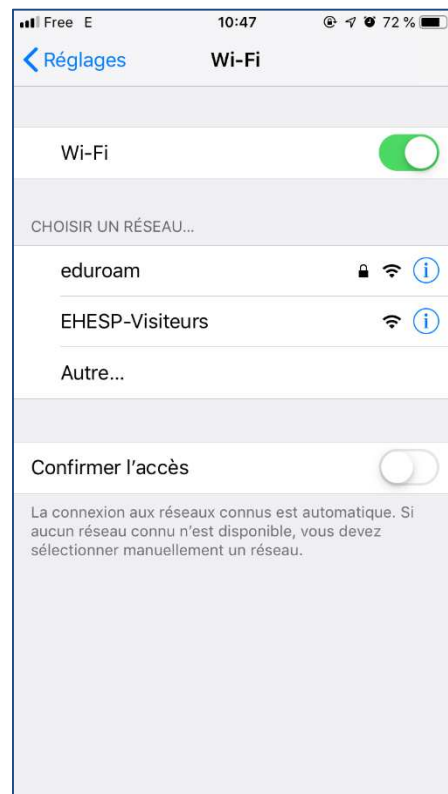 Free E 10:47 72 %
Réglages Wi-Fi
Wi-Fi
CHOISIR UN RÉSEAU...
eduroam
EHESP-Visiteurs
Autre...
Confirmer l'accès
La connexion aux réseaux connus est automatique. Si
aucun réseau connu n'est disponible, vous devez
sélectionner manuellement un réseau.